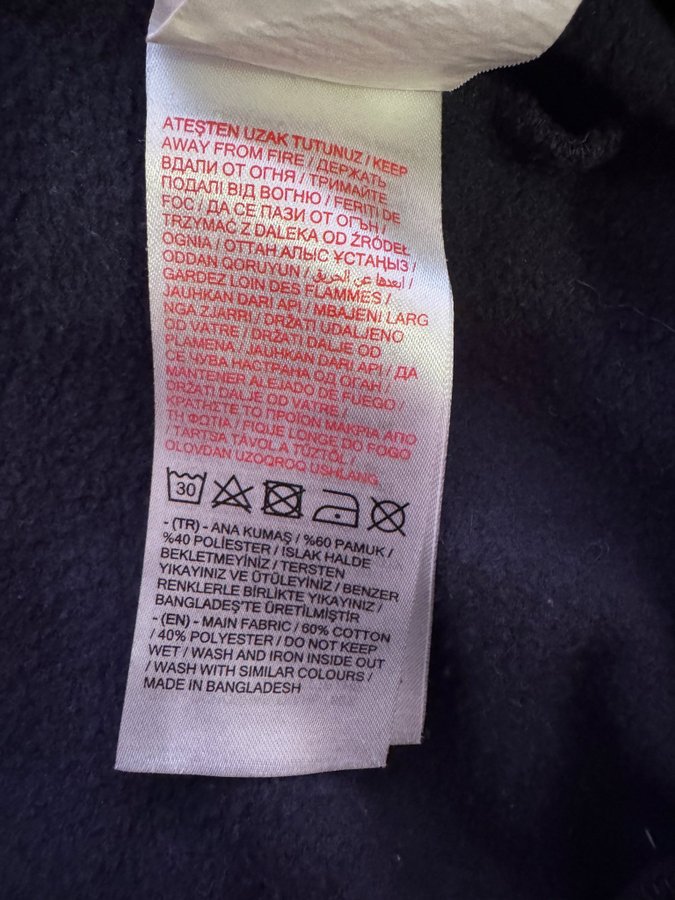 ATEŞTEN UZAK TUTUNUZ / KEEP
AWAY FROM FIRE / ДЕРЖАТЬ
ВДАЛИ ОТ ОГНЯ / ТРИМАЙТЕ
ПОДАЛІ ВІД ВОГНЮ / FERITI DE
FOC / ДА СЕ ПАЗИ ОТ ОГЪН /
TRZYMAĆ Z DALEKA OD ŹRÓDEŁ
OGNIA / ОТТАН АЛЫС ҰСТАҢЫЗ /
ODDAN QORUYUN / ابعدها عن الحريق /
GARDEZ LOIN DES FLAMMES /
JAUHKAN DARI API / MBAJENI LARG
NGA ZJARRI / DRŽATI UDALJENO
OD VATRE / DRŽATI DALJE OD
PLAMENA / JAUHKAN DARI API / ДА
СЕ ЧУВА НАСТРАНА ОД ОГАН /
MANTENER ALEJADO DE FUEGO /
DRŽATI DALJE OD VATRE /
ΚΡΑΤΗΣΤΕ ΤΟ ΠΡΟΪΟΝ ΜΑΚΡΙΑ ΑΠΟ
ΤΗ ΦΩΤΙΑ / FIQUE LONGE DO FOGO
/ TARTSA TÁVOLA TŰZTŐL /
OLOVDAN UZOQROQ USHLANG
30
- (TR) - ANA KUMAŞ / %60 PAMUK /
%40 POLİESTER / ISLAK HALDE
BEKLETMEYİNİZ / TERSTEN
YIKAYINIZ VE ÜTÜLEYİNİZ / BENZER
RENKLERLE BİRLİKTE YIKAYINIZ /
BANGLADEŞ'TE ÜRETİLMİŞTİR
- (EN) - MAIN FABRIC / 60% COTTON
/ 40% POLYESTER / DO NOT KEEP
WET / WASH AND IRON INSIDE OUT
/ WASH WITH SIMILAR COLOURS /
MADE IN BANGLADESH